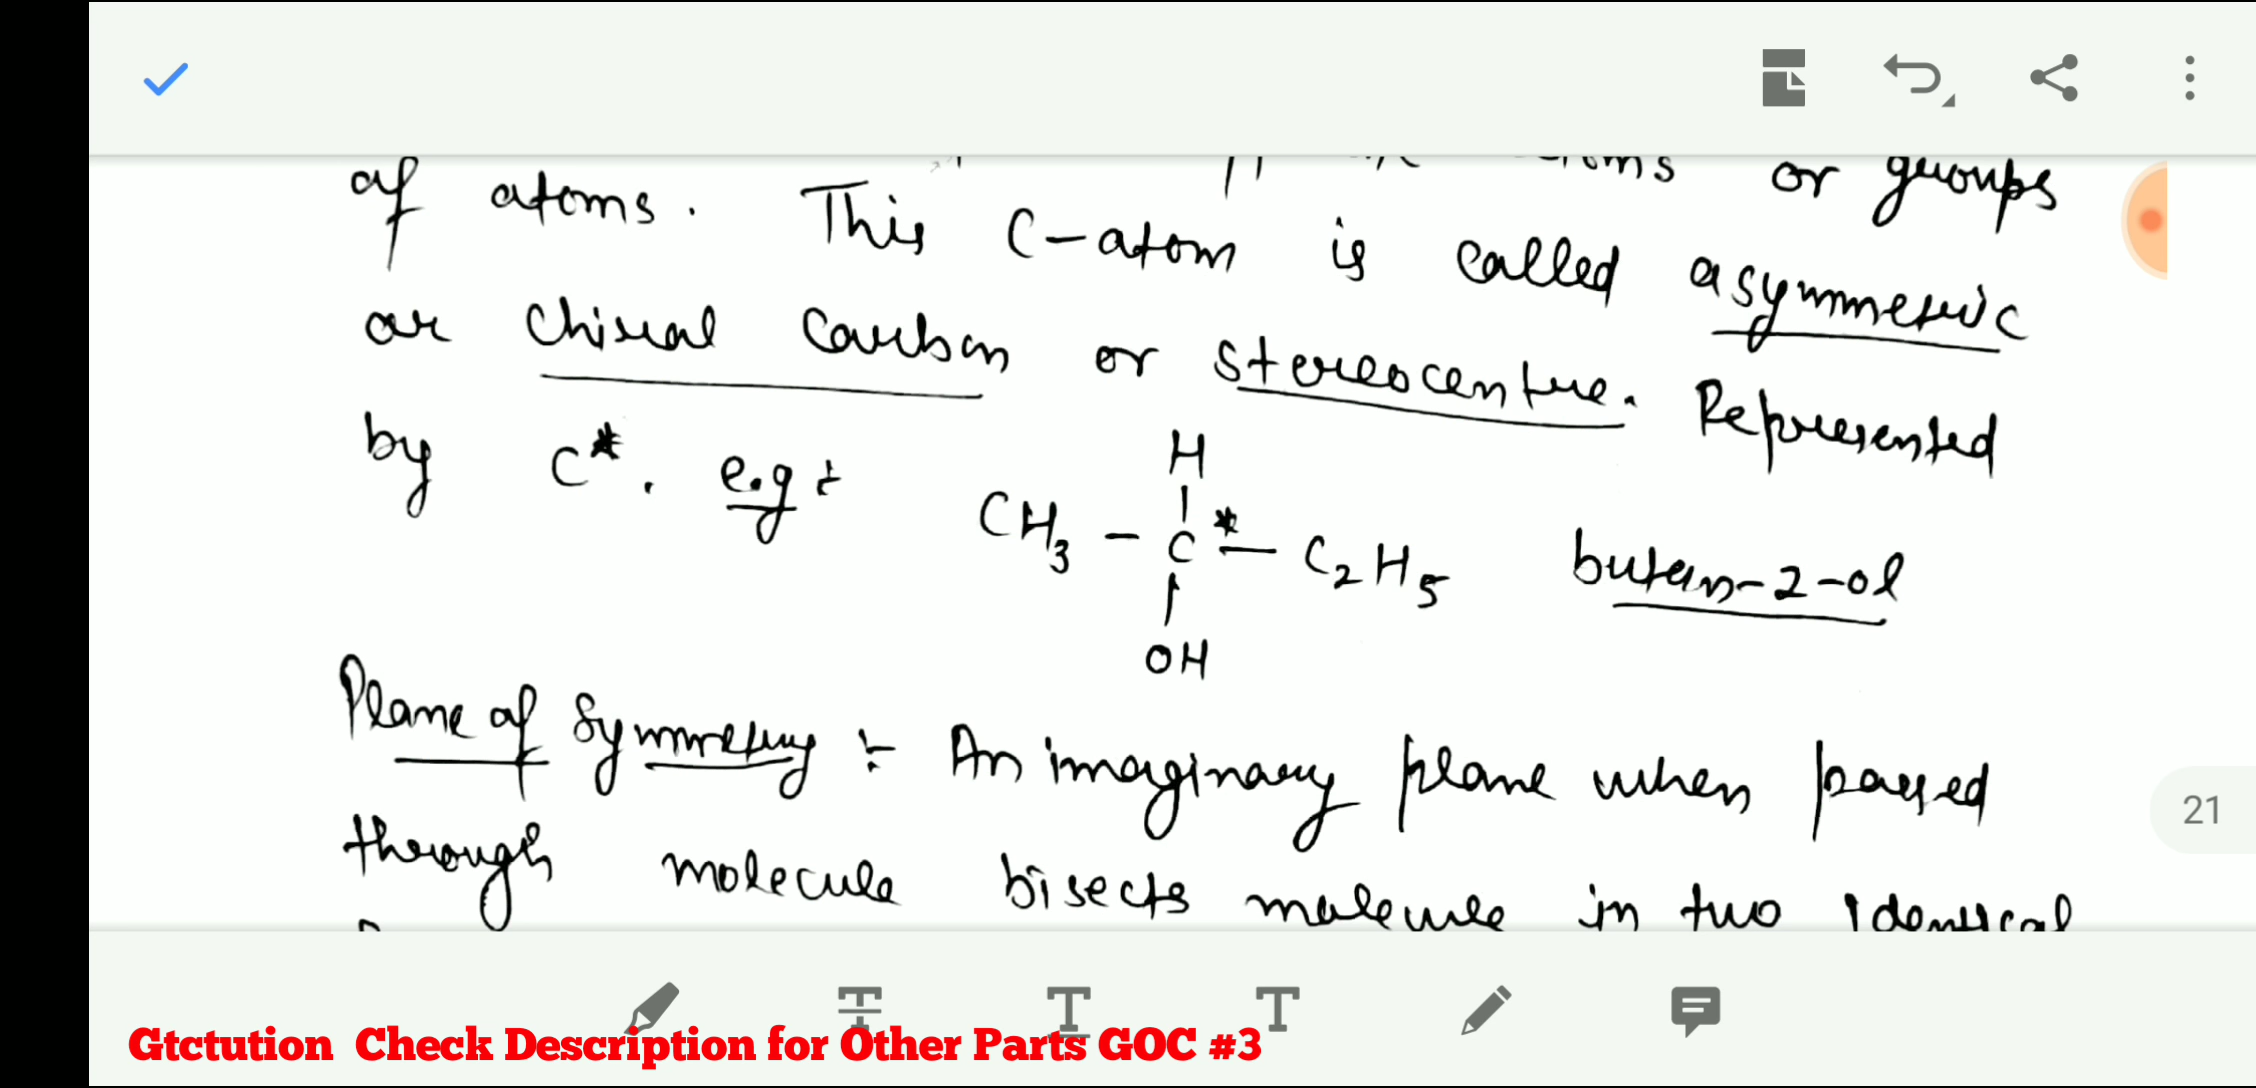 or groups
of atoms. This C-atom is called asymmetric
or Chiral Carbon or stereocentre. Represented
by C*. e.g :-
H
CH3 - C* - C2H5 butan-2-ol
OH
Plane of Symmetry :- An imaginary plane when passed
through molecule bisects molecule in two identical
21
Gtctution Check Description for Other Parts GOC #3